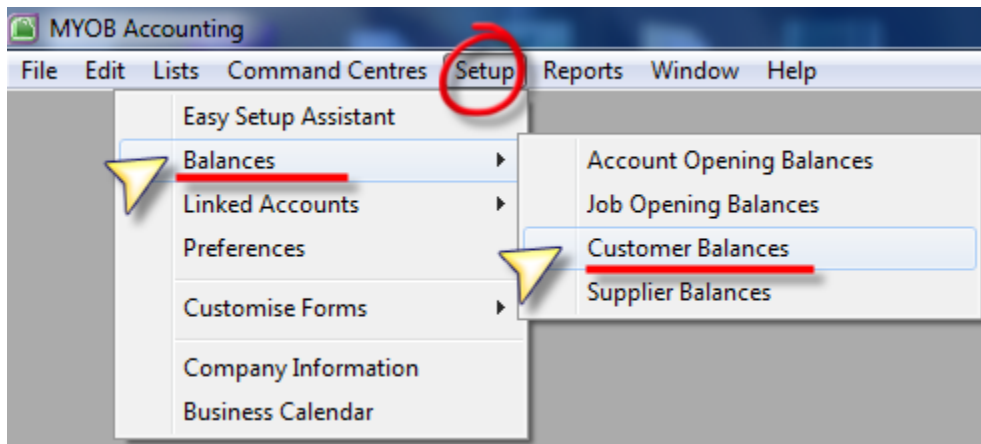 MYOB Accounting
File Edit Lists Command Centres Setup Reports Window Help
Easy Setup Assistant
Balances
Linked Accounts
Preferences
Customise Forms
Company Information
Business Calendar
Account Opening Balances
Job Opening Balances
Customer Balances
Supplier Balances